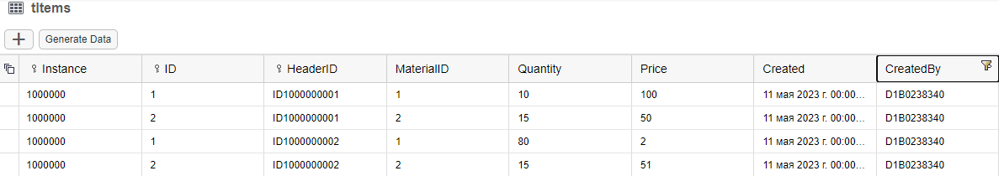 tItems
Generate Data
Instance ID HeaderID MaterialID Quantity Price Created CreatedBy
1000000 1 ID1000000001 1 10 100 11 мая 2023 г. 00:00... D1B0238340
1000000 2 ID1000000001 2 15 50 11 мая 2023 г. 00:00... D1B0238340
1000000 1 ID1000000002 1 80 2 11 мая 2023 г. 00:00... D1B0238340
1000000 2 ID1000000002 2 15 51 11 мая 2023 г. 00:00... D1B0238340